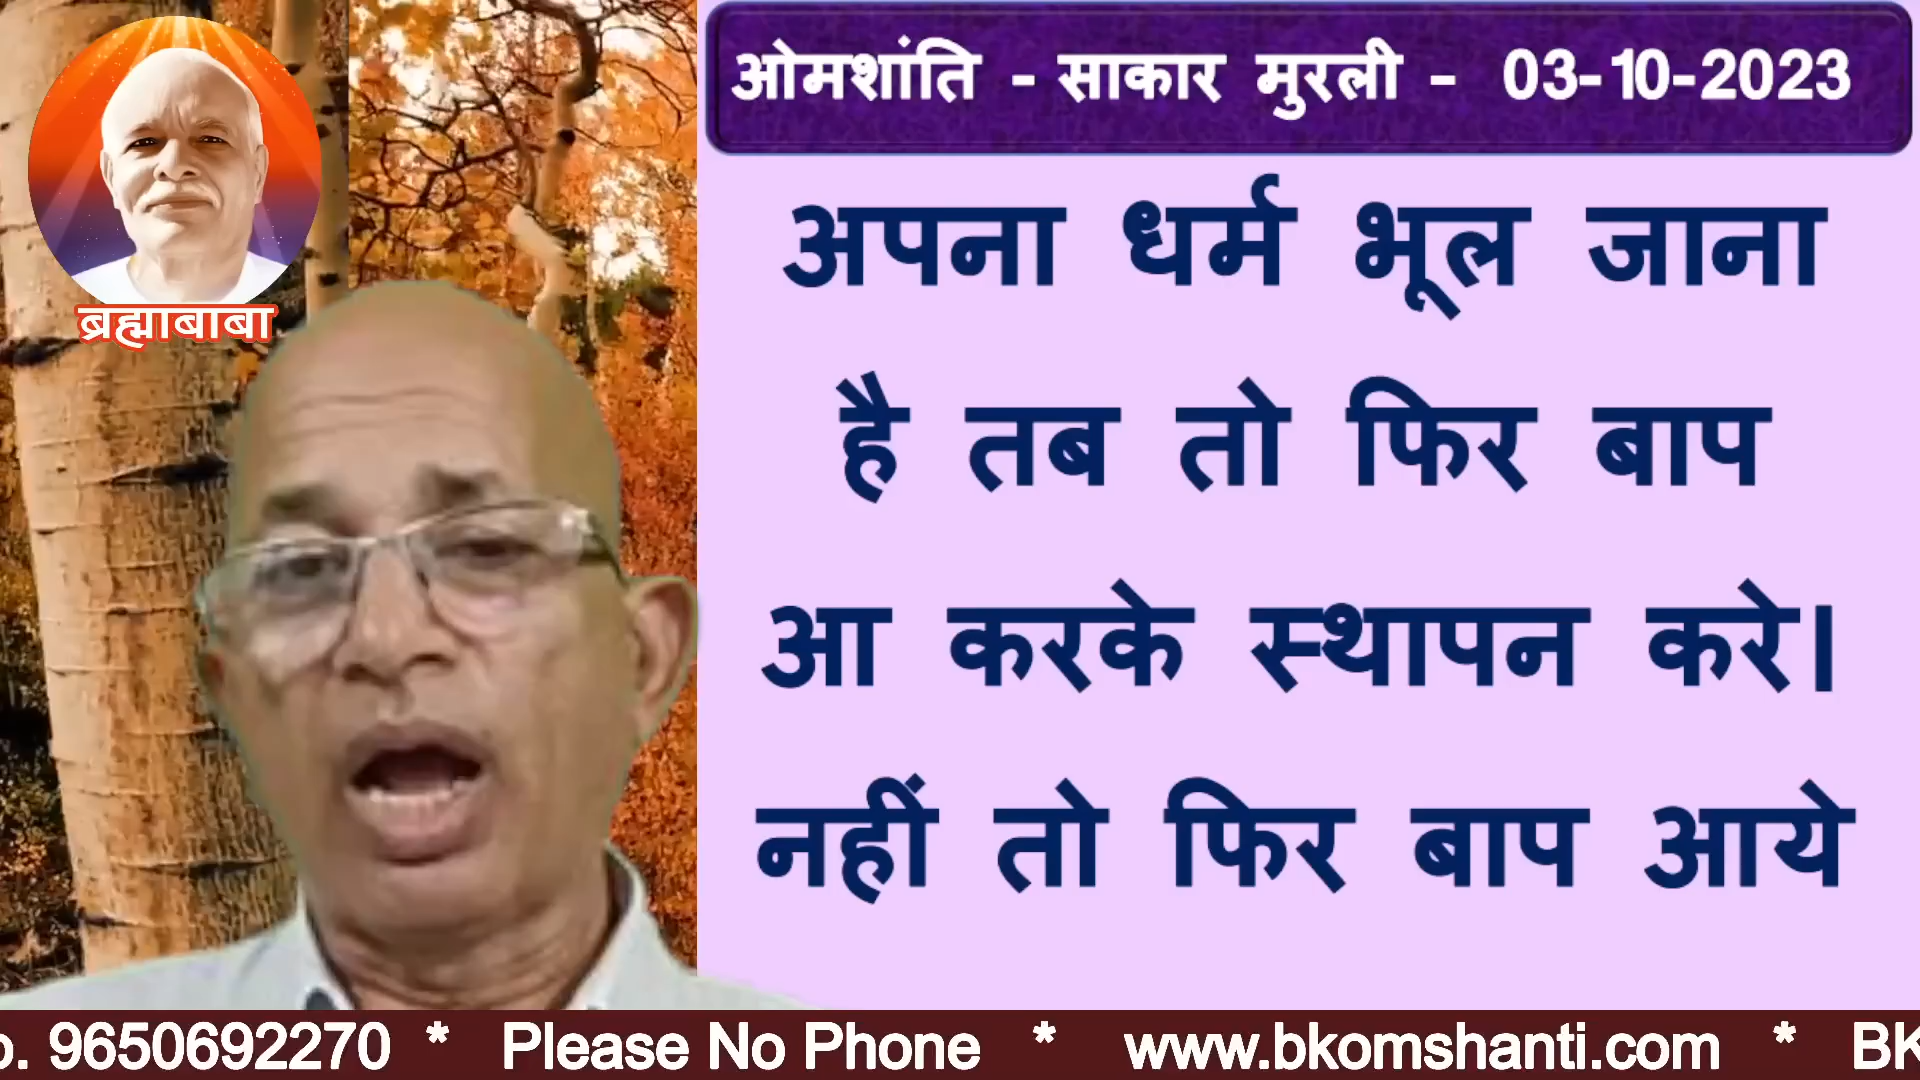 ओमशांति - साकार मुरली - 03-10-2023
ब्रह्माबाबा
अपना धर्म भूल जाना
है तब तो फिर बाप
आ करके स्थापन करे।
नहीं तो फिर बाप आये
9650692270 * Please No Phone * www.bkomshanti.com * BK